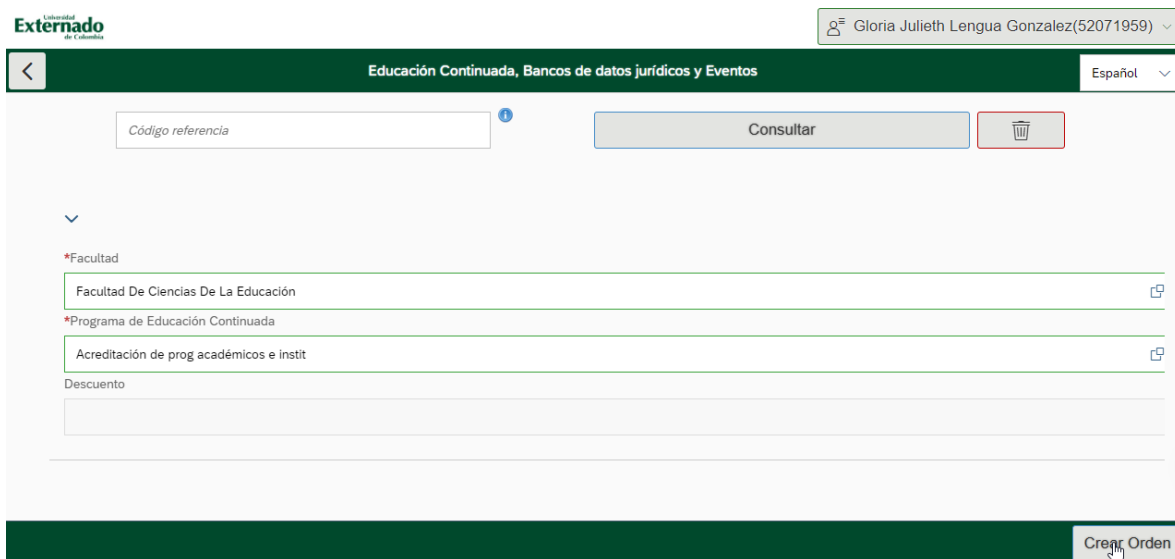 Universidad
Externado
de Colombia
Gloria Julieth Lengua Gonzalez(52071959)
Educación Continuada, Bancos de datos jurídicos y Eventos
Español
Código referencia
Consultar
*Facultad
Facultad De Ciencias De La Educación
*Programa de Educación Continuada
Acreditación de prog académicos e instit
Descuento
Crear Orden